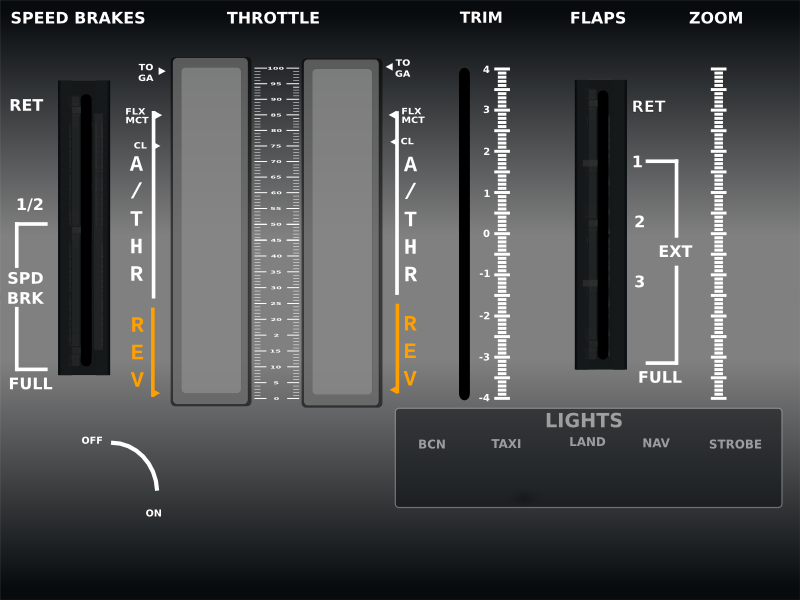 SPEED BRAKES
THROTTLE
TRIM
FLAPS
ZOOM
RET
1/2
SPD
BRK
FULL
TO
GA
FLX
MCT
CL
A
/
T
H
R
R
E
V
100
95
90
85
80
75
70
65
60
55
50
45
40
35
30
25
20
2
15
10
5
0
TO
GA
FLX
MCT
CL
A
/
T
H
R
R
E
V
4
3
2
1
0
-1
-2
-3
-4
RET
1
2
EXT
3
FULL
OFF
ON
LIGHTS
BCN TAXI LAND NAV STROBE